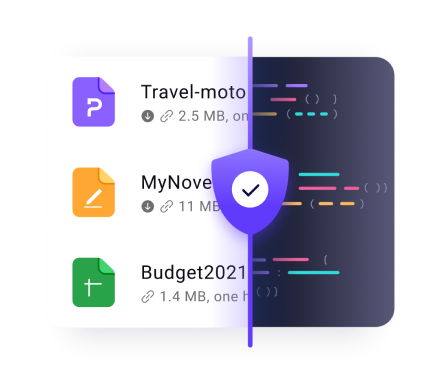 Travel-moto
2.5 MB, on
MyNove
11 MB
Budget2021
1.4 MB, one h